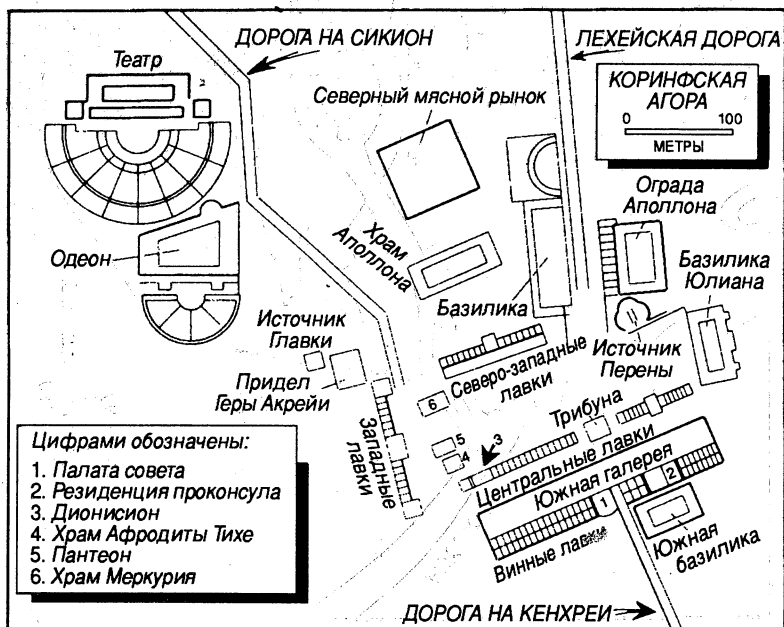 ДОРОГА НА СИКИОН
ЛЕХЕЙСКАЯ ДОРОГА
Театр
Северный мясной рынок
КОРИНФСКАЯ
АГОРА
0 100
МЕТРЫ
Ограда
Аполлона
Храм
Аполлона
Одеон
Базилика
Базилика
Юлиана
Источник
Главки
Источник
Перены
Придел
Геры Акрейи
Северо-западные
лавки
6
Трибуна
Западные
лавки
5
4
3
Центральные лавки
Южная галерея
1
2
Винные лавки
Южная
базилика
Цифрами обозначены:
1. Палата совета
2. Резиденция проконсула
3. Дионисион
4. Храм Афродиты Тихе
5. Пантеон
6. Храм Меркурия
ДОРОГА НА КЕНХРЕИ